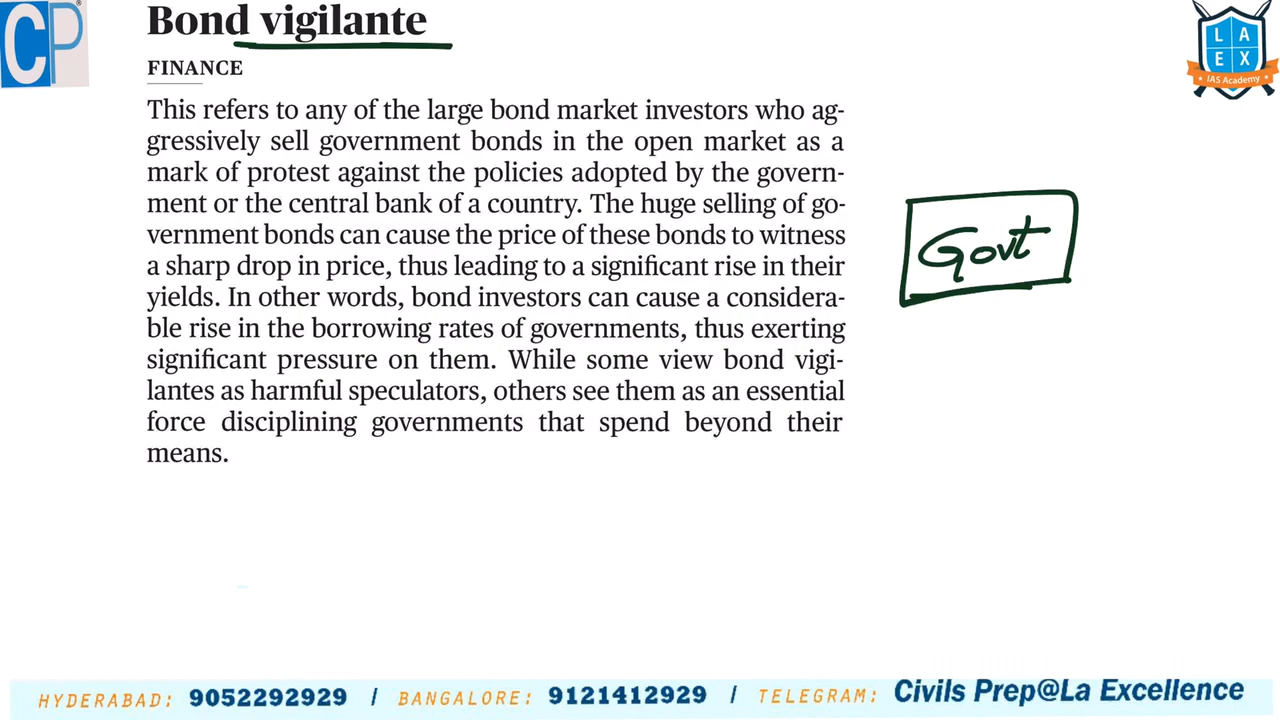 CP®
Bond vigilante
LA
EX
IAS Academy
FINANCE
This refers to any of the large bond market investors who ag-
gressively sell government bonds in the open market as a
mark of protest against the policies adopted by the govern-
ment or the central bank of a country. The huge selling of go-
vernment bonds can cause the price of these bonds to witness
a sharp drop in price, thus leading to a significant rise in their
yields. In other words, bond investors can cause a considera-
ble rise in the borrowing rates of governments, thus exerting
significant pressure on them. While some view bond vigi-
lantes as harmful speculators, others see them as an essential
force disciplining governments that spend beyond their
means.
Govt
HYDERABAD: 9052292929 / BANGALORE: 9121412929 / TELEGRAM: Civils Prep@La Excellence